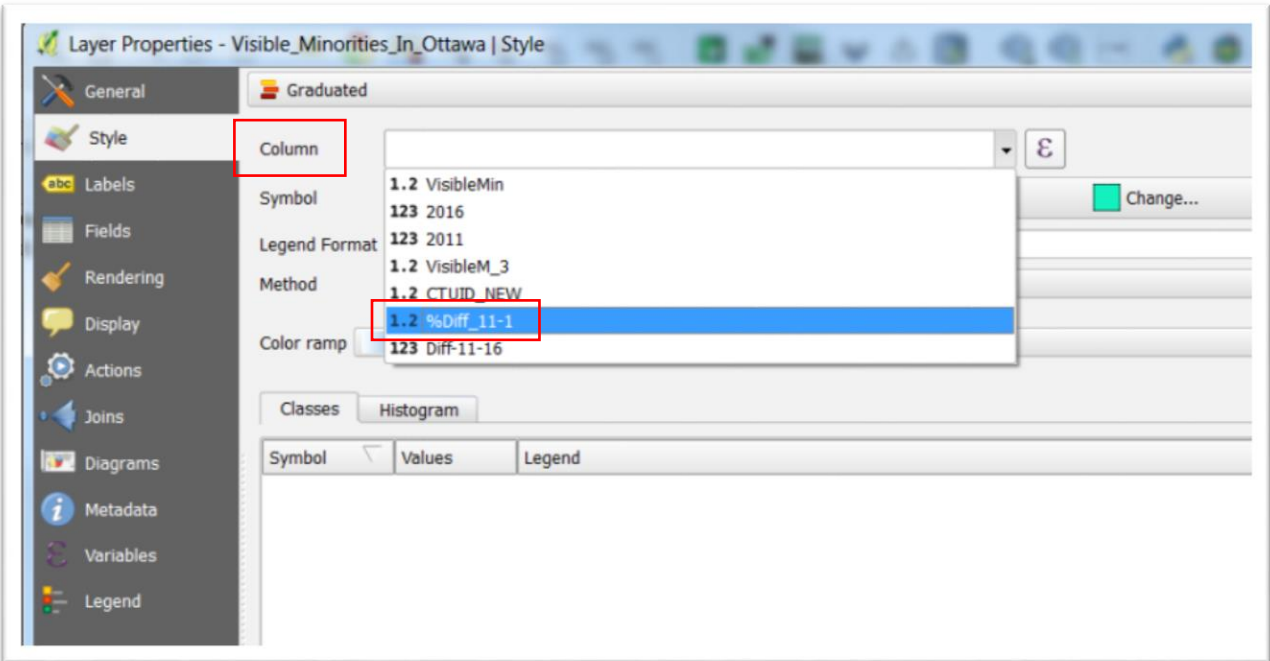 Layer Properties - Visible_Minorities_In_Ottawa | Style
General
Style
abc Labels
Fields
Rendering
Display
Actions
Joins
Diagrams
Metadata
Variables
Legend
Graduated
Column
ε
1.2 VisibleMin
123 2016
123 2011
1.2 VisibleM_3
1.2 CTUID_NEW
1.2 %Diff_11-1
123 Diff-11-16
Symbol
Change...
Legend Format
Method
Color ramp
Classes Histogram
Symbol Values Legend